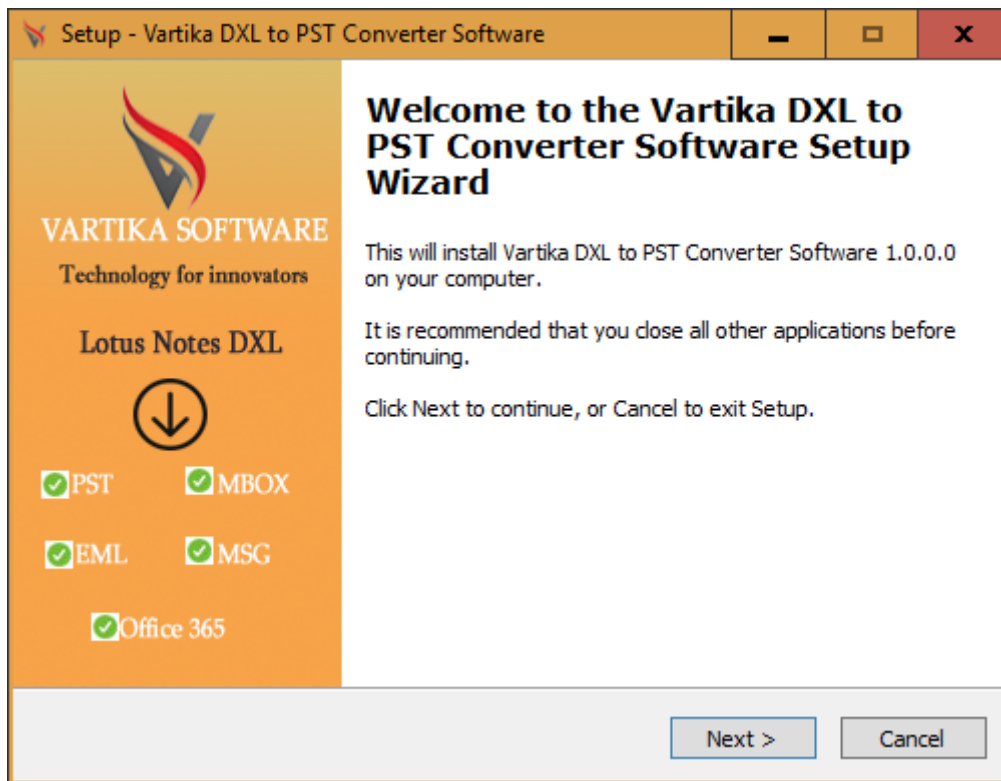 Setup - Vartika DXL to PST Converter Software
VARTIKA SOFTWARE
Technology for innovators
Lotus Notes DXL
PST
MBOX
EML
MSG
Office 365
Welcome to the Vartika DXL to
PST Converter Software Setup
Wizard
This will install Vartika DXL to PST Converter Software 1.0.0.0
on your computer.
It is recommended that you close all other applications before
continuing.
Click Next to continue, or Cancel to exit Setup.
Next >
Cancel